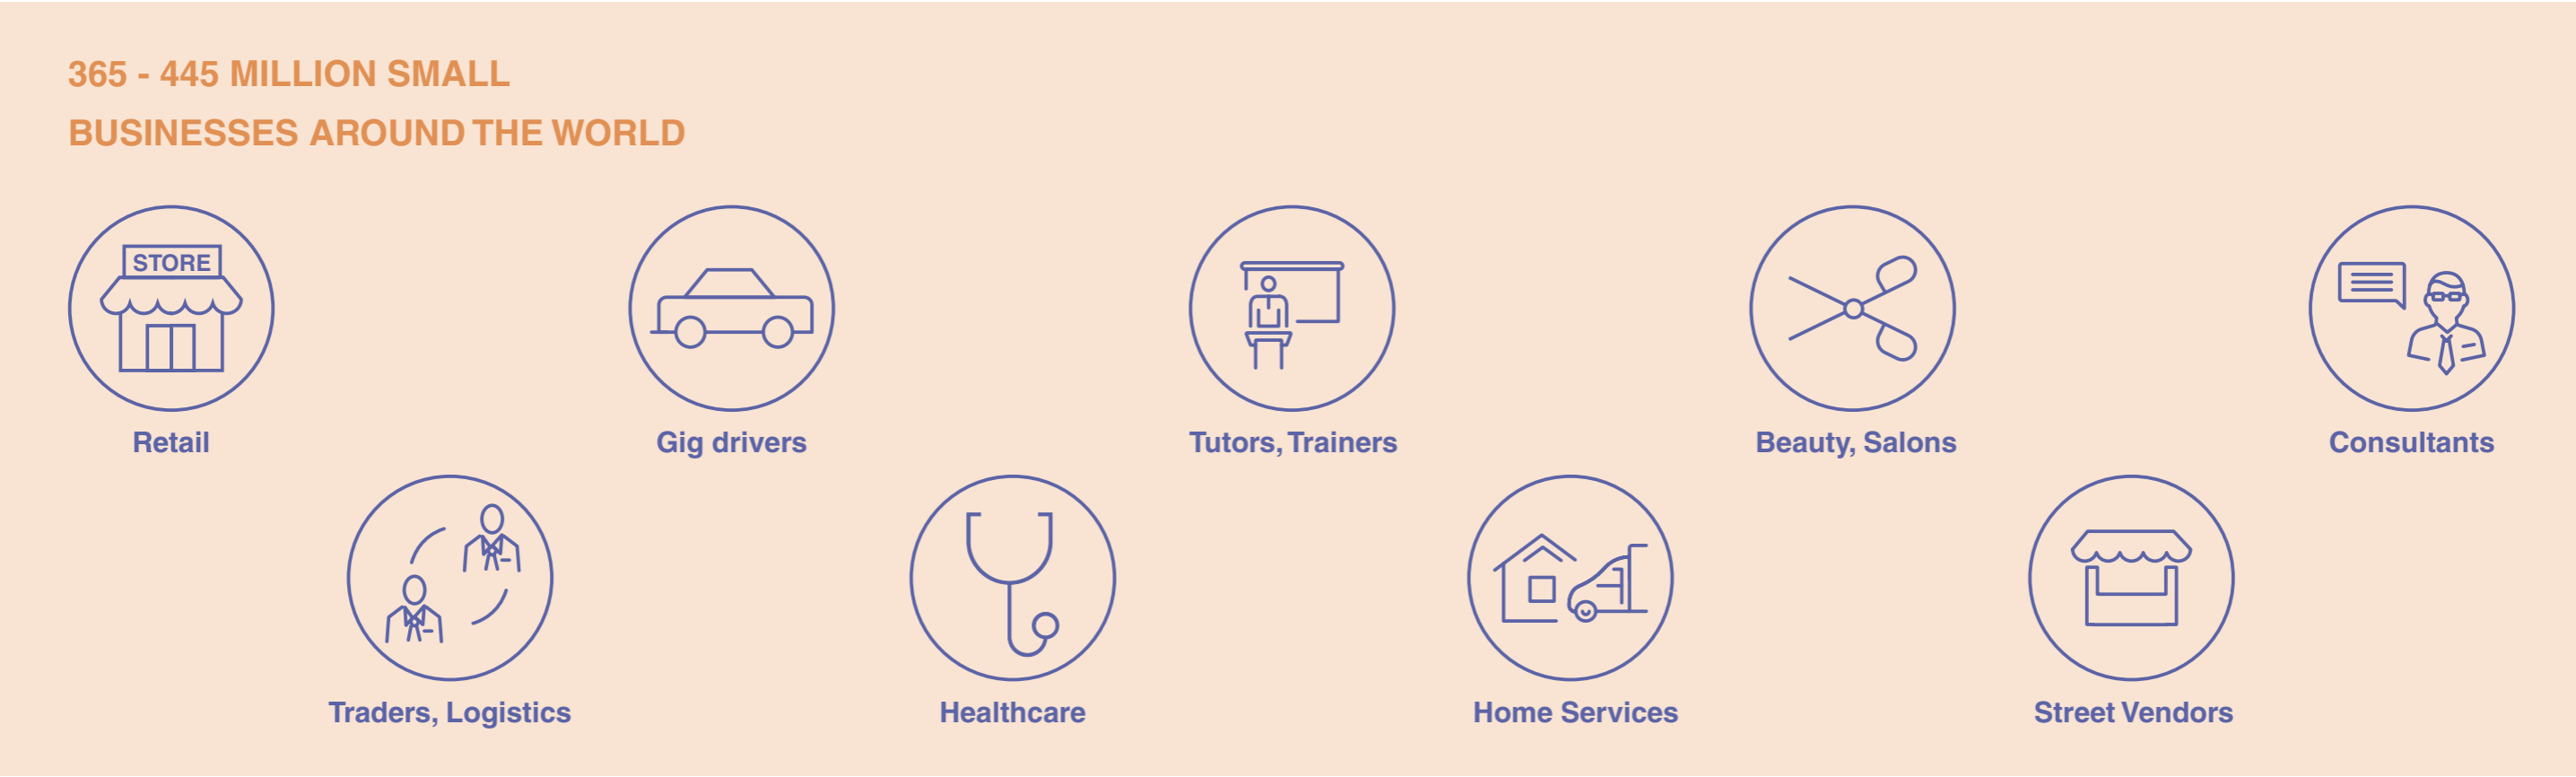 365 - 445 MILLION SMALL
BUSINESSES AROUND THE WORLD
STORE
Retail
Gig drivers
Tutors, Trainers
Beauty, Salons
Consultants
Traders, Logistics
Healthcare
Home Services
Street Vendors